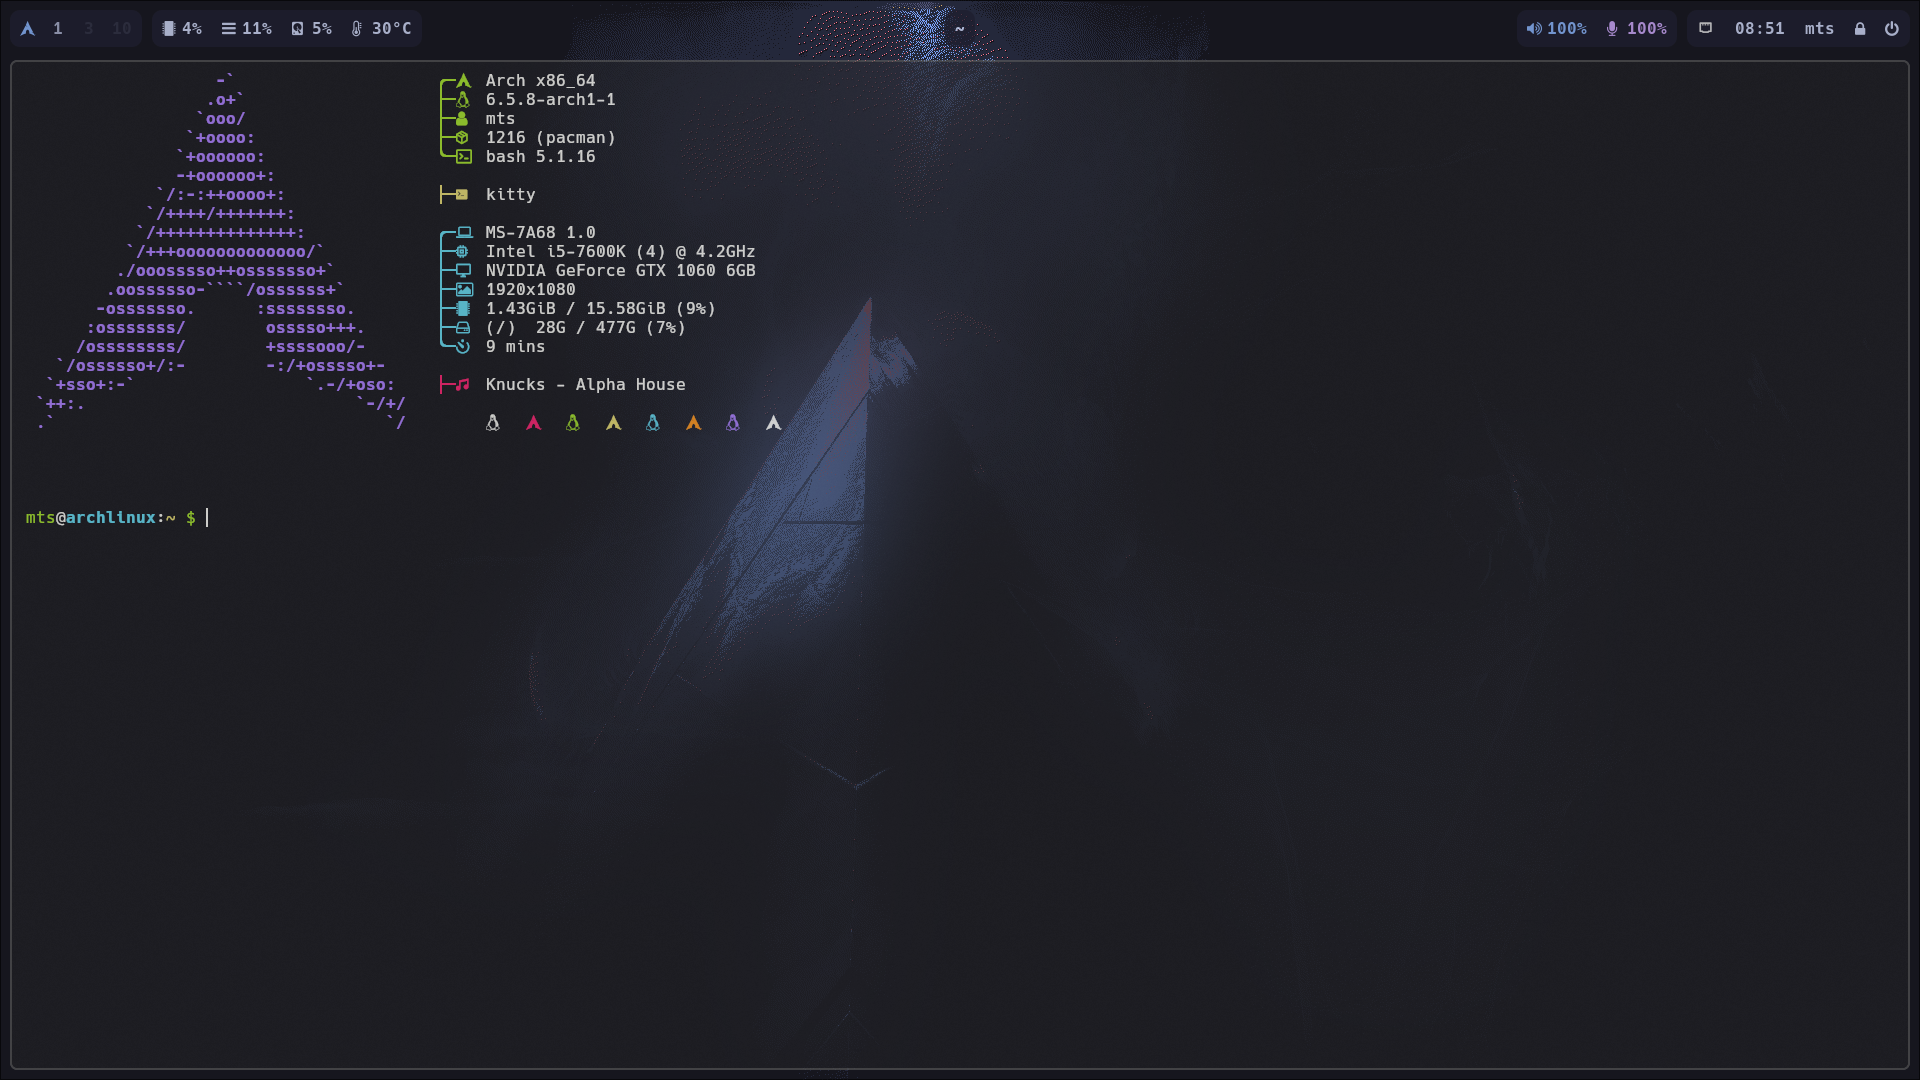 1 3 10 4% 11% 5% 30°C ~ 100% 100% 08:51 mts
-`
.o+`
`ooo/
`+oooo:
`+oooooo:
-+oooooo+:
`/:-:++oooo+:
`/++++/+++++++:
`/++++++++++++++:
`/+++ooooooooooooo/`
./ooosssso++osssssso+`
.oossssso-````/ossssss+`
-osssssso.      :ssssssso.
:osssssss/        osssso+++.
/ossssssss/        +ssssooo/-
`/ossssso+/:-        -:/+osssso+-
`+sso+:-`                 `.-/+oso:
`++:.                           `-/+/
.`                                 `/
Arch x86_64
6.5.8-arch1-1
mts
1216 (pacman)
bash 5.1.16
kitty
MS-7A68 1.0
Intel i5-7600K (4) @ 4.2GHz
NVIDIA GeForce GTX 1060 6GB
1920x1080
1.43GiB / 15.58GiB (9%)
(/)  28G / 477G (7%)
9 mins
Knucks - Alpha House
mts@archlinux:~ $